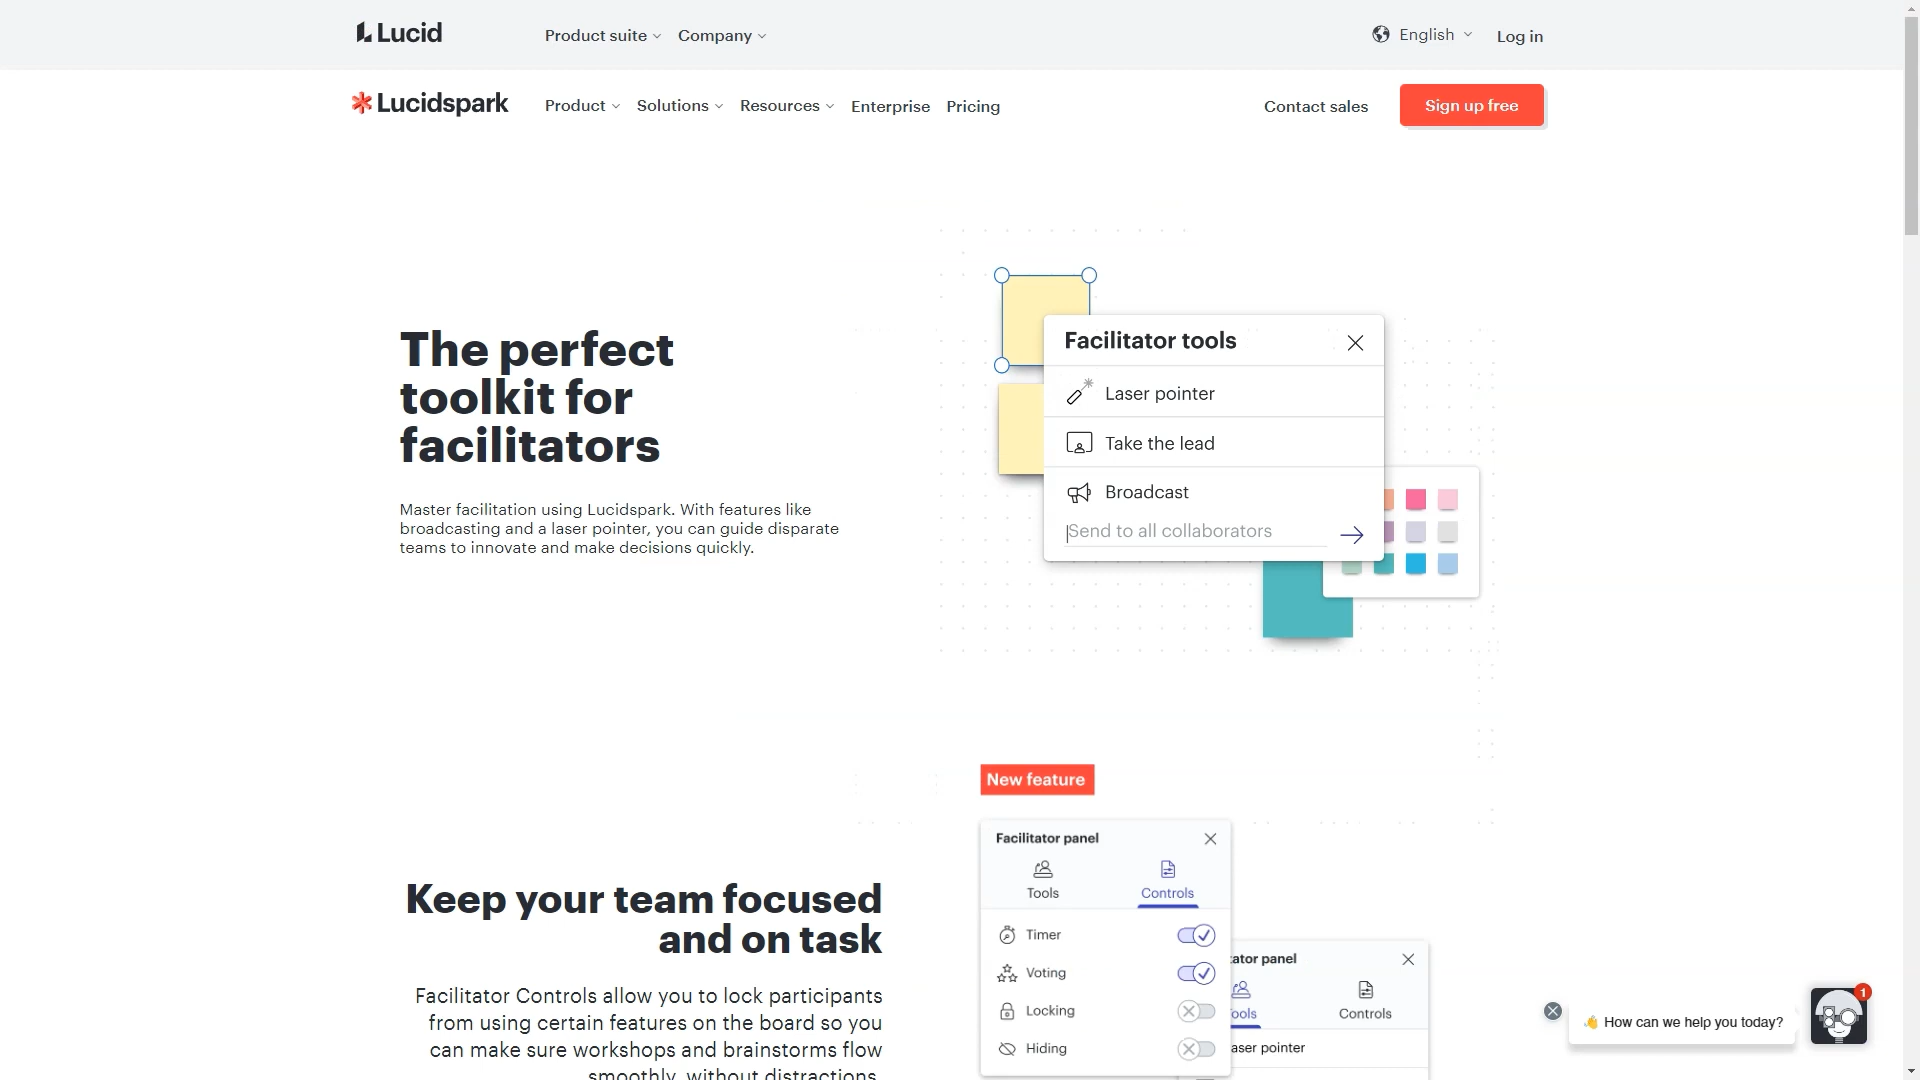 Lucid
Product suite
Company
English
Log in
Lucidspark
Product
Solutions
Resources
Enterprise
Pricing
Contact sales
Sign up free
The perfect
toolkit for
facilitators
Master facilitation using Lucidspark. With features like
broadcasting and a laser pointer, you can guide disparate
teams to innovate and make decisions quickly.
Facilitator tools
Laser pointer
Take the lead
Broadcast
Send to all collaborators
New feature
Keep your team focused
and on task
Facilitator Controls allow you to lock participants
from using certain features on the board so you
can make sure workshops and brainstorms flow
smoothly, without distractions.
Facilitator panel
Tools
Controls
Timer
Voting
Locking
Hiding
panel
Controls
pointer
1
👋 How can we help you today?